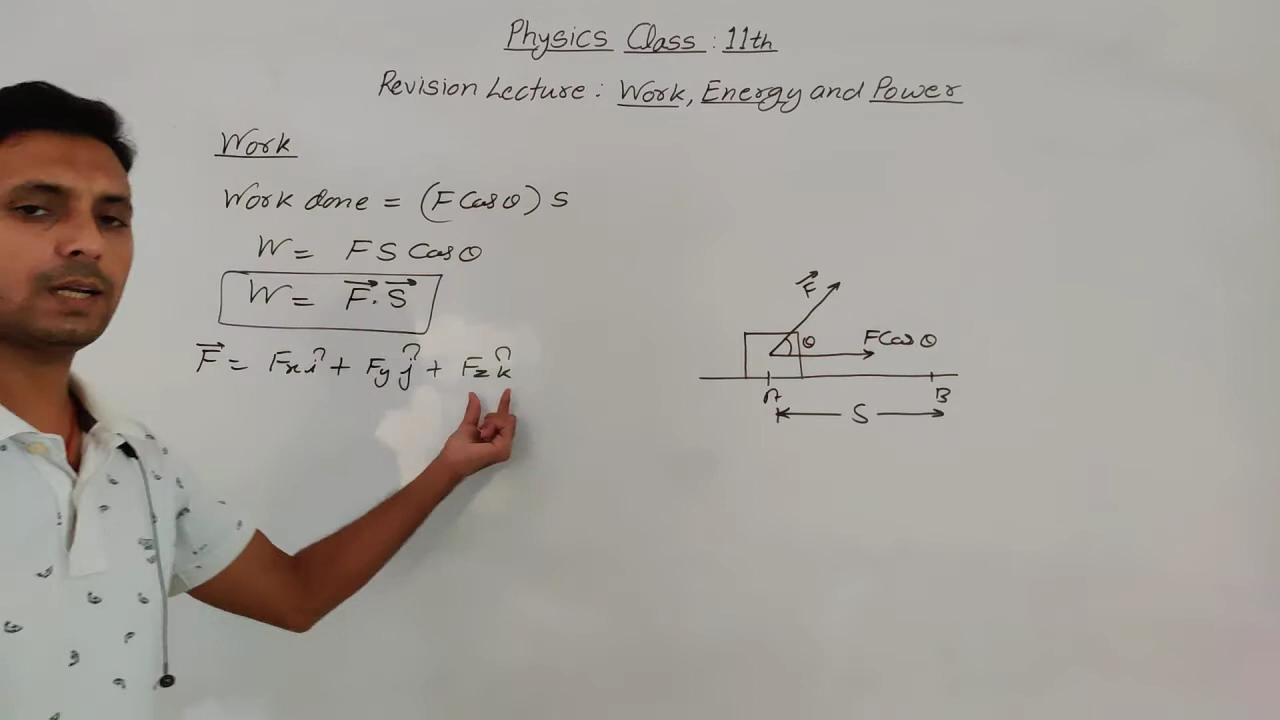 Physics Class : 11th
Revision Lecture : Work, Energy and Power
Work
Work done = (F Cos θ) S
W = F S Cos θ
W = F⃗ . S⃗
F⃗ = Fx î + Fy ĵ + Fz k̂
F⃗
θ
F Cos θ
A
B
S